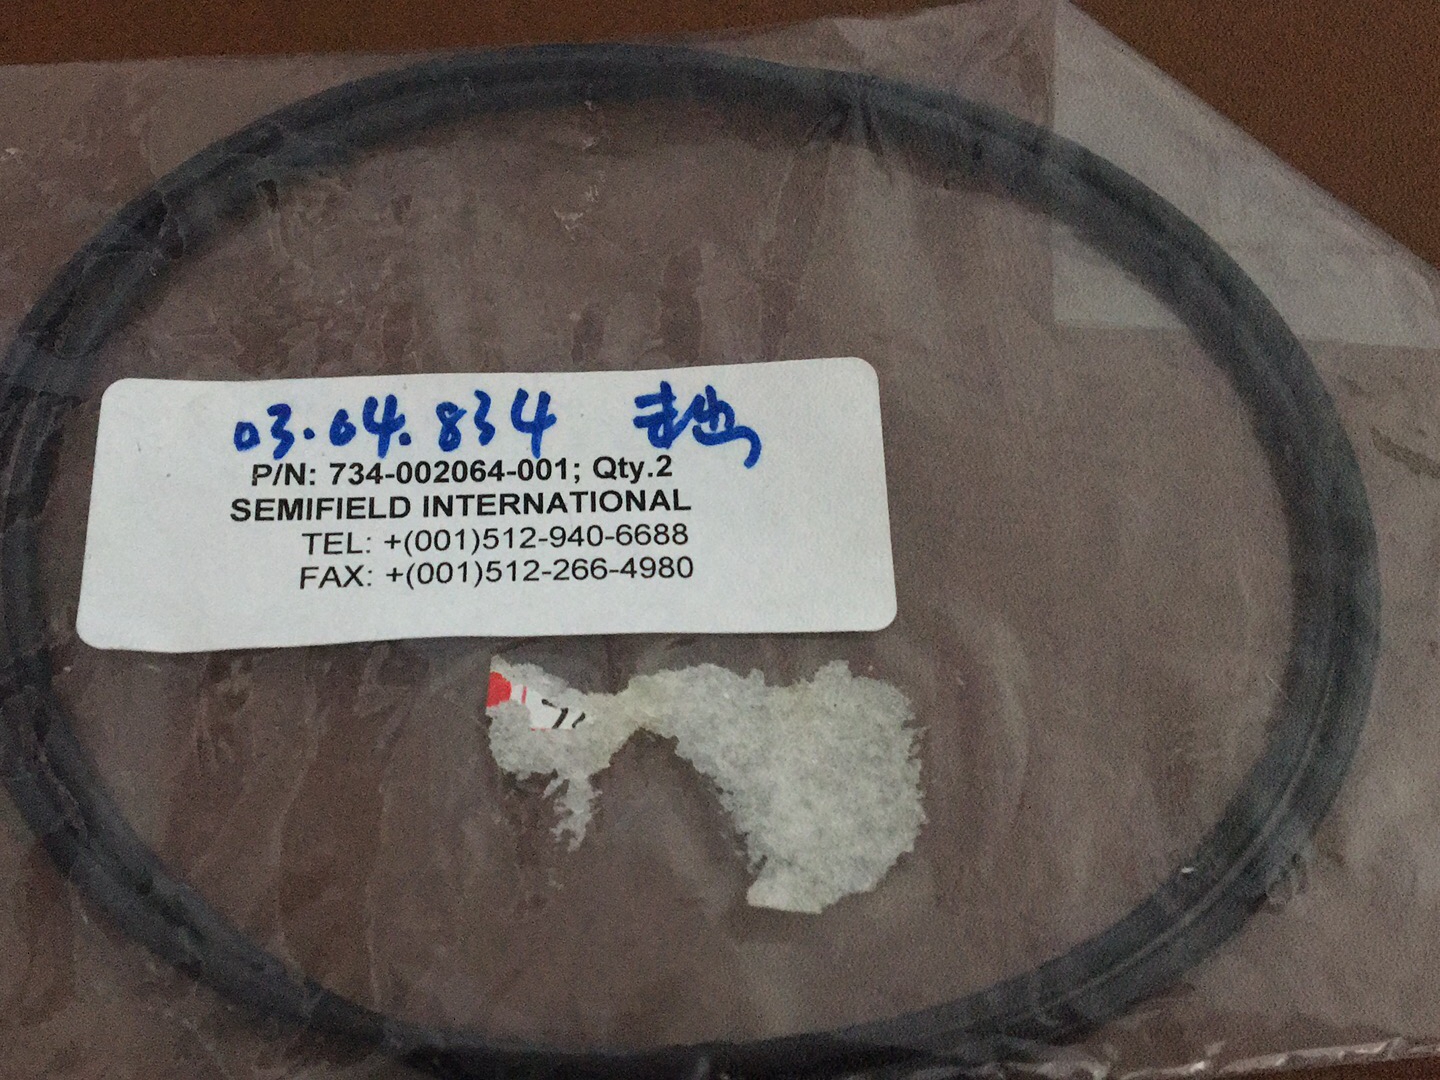 03.04.834
P/N: 734-002064-001; Qty.2
SEMIFIELD INTERNATIONAL
TEL: +(001)512-940-6688
FAX: +(001)512-266-4980